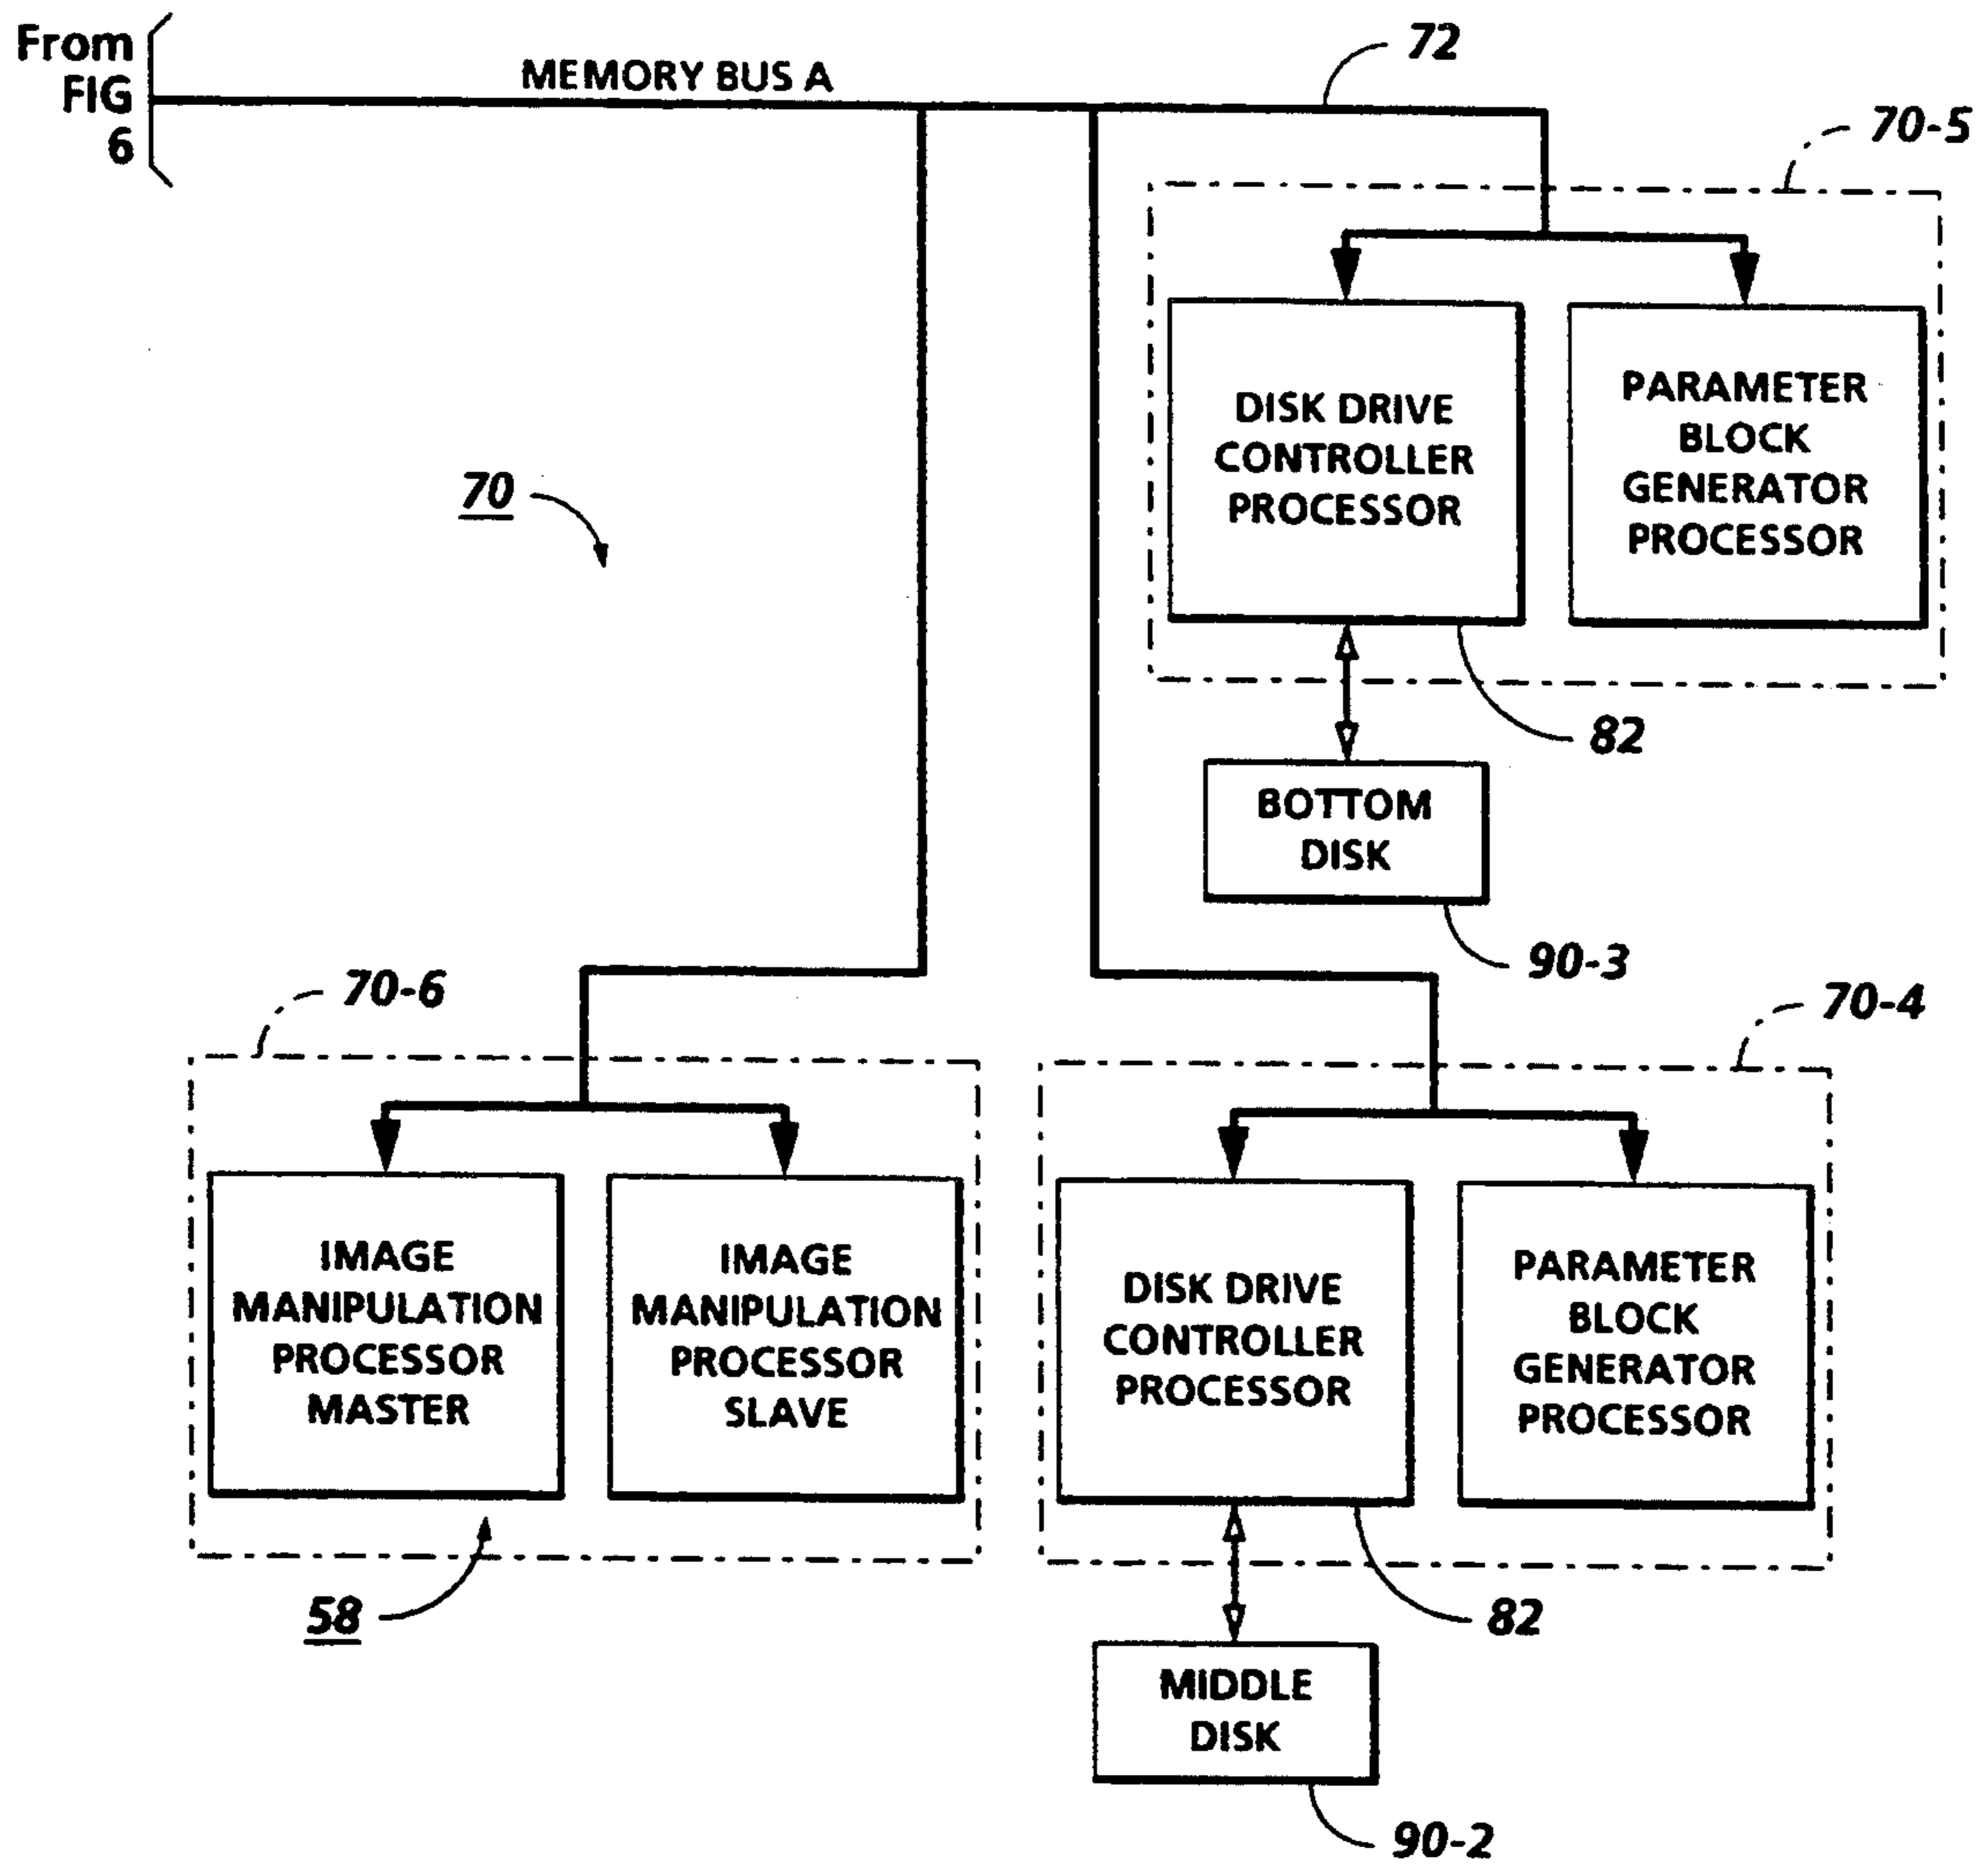 From
FIG
6
MEMORY BUS A
72
70-5
DISK DRIVE
CONTROLLER
PROCESSOR
PARAMETER
BLOCK
GENERATOR
PROCESSOR
70
82
BOTTOM
DISK
90-3
70-6
70-4
IMAGE
MANIPULATION
PROCESSOR
MASTER
IMAGE
MANIPULATION
PROCESSOR
SLAVE
DISK DRIVE
CONTROLLER
PROCESSOR
PARAMETER
BLOCK
GENERATOR
PROCESSOR
58
82
MIDDLE
DISK
90-2